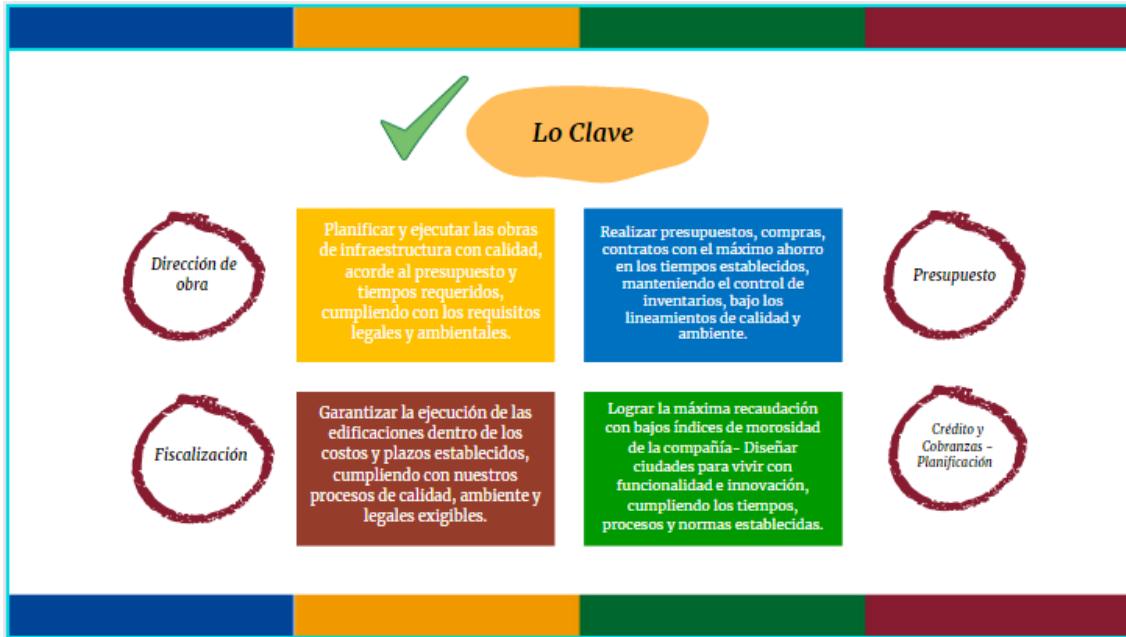 Lo Clave
Dirección de
obra
Planificar y ejecutar las obras
de infraestructura con calidad,
acorde al presupuesto y
tiempos requeridos,
cumpliendo con los requisitos
legales y ambientales.
Realizar presupuestos, compras,
contratos con el máximo ahorro
en los tiempos establecidos,
manteniendo el control de
inventarios, bajo los
lineamientos de calidad y
ambiente.
Presupuesto
Fiscalización
Garantizar la ejecución de las
edificaciones dentro de los
costos y plazos establecidos,
cumpliendo con nuestros
procesos de calidad, ambiente y
legales exigibles.
Lograr la máxima recaudación
con bajos índices de morosidad
de la compañía- Diseñar
ciudades para vivir con
funcionalidad e innovación,
cumpliendo los tiempos,
procesos y normas establecidas.
Crédito y
Cobranzas -
Planificación